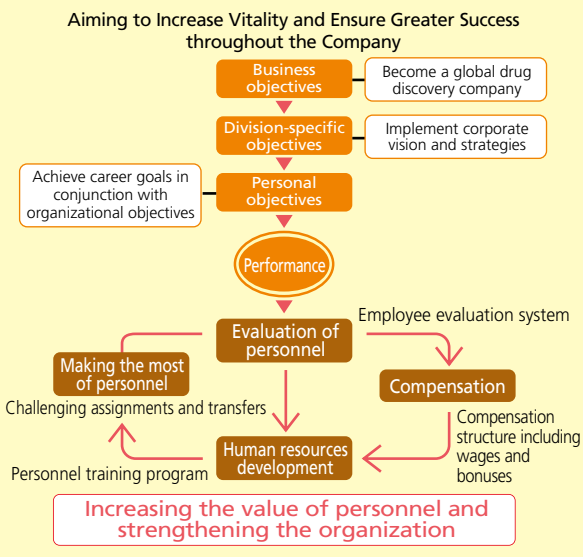 Aiming to Increase Vitality and Ensure Greater Success
throughout the Company
Business
objectives
Become a global drug
discovery company
Division-specific
objectives
Implement corporate
vision and strategies
Achieve career goals in
conjunction with
organizational objectives
Personal
objectives
Performance
Employee evaluation system
Evaluation of
personnel
Making the most
of personnel
Compensation
Challenging assignments and transfers
Compensation
structure including
wages and
bonuses
Human resources
development
Personnel training program
Increasing the value of personnel and
strengthening the organization